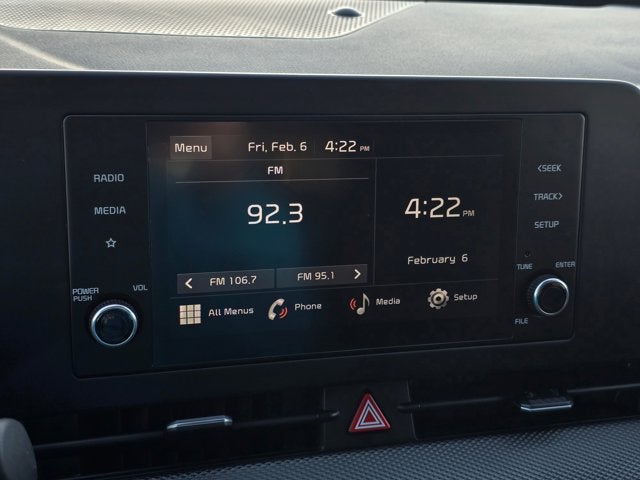 Menu Fri, Feb. 6 4:22 PM
FM
92.3
FM 106.7 FM 95.1
4:22 PM
February 6
All Menus Phone Media Setup
RADIO
MEDIA
POWER
PUSH
VOL
<SEEK
TRACK>
SETUP
TUNE ENTER
FILE